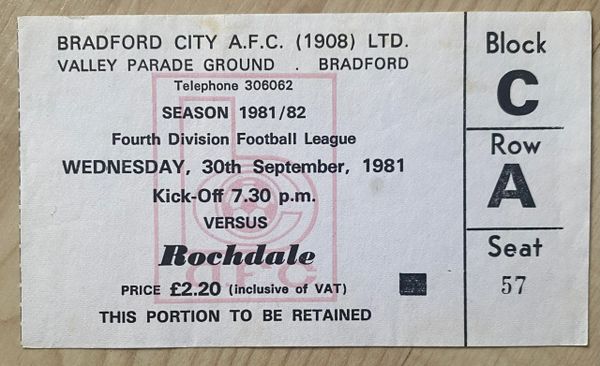 BRADFORD CITY A.F.C. (1908) LTD.
VALLEY PARADE GROUND . BRADFORD
Telephone 306062
SEASON 1981/82
Fourth Division Football League
WEDNESDAY, 30th September, 1981
Kick-Off 7.30 p.m.
VERSUS
Rochdale
PRICE £2.20 (inclusive of VAT)
THIS PORTION TO BE RETAINED
Block
C
Row
A
Seat
57
bc
AFC